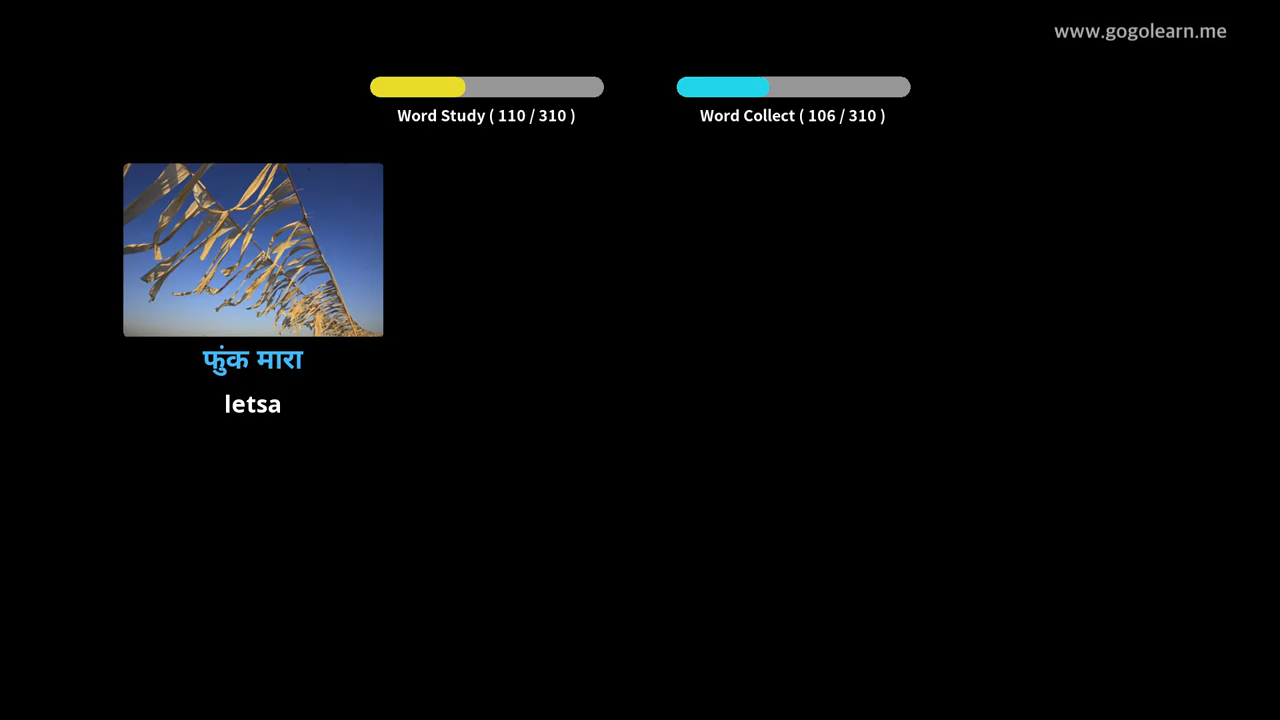 www.gogolearn.me
Word Study ( 110 / 310 )
Word Collect ( 106 / 310 )
फुंक मारा
letsa